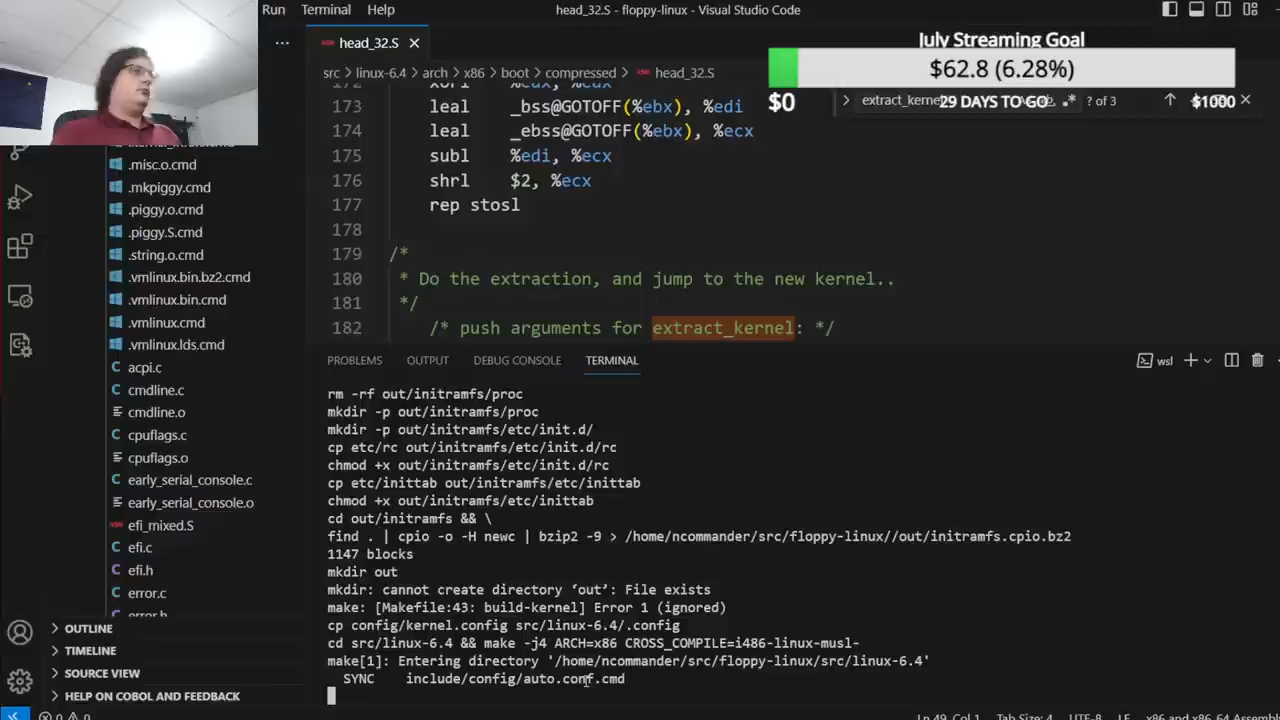 Run Terminal Help
head_32.S - floppy-linux - Visual Studio Code
head_32.S
July Streaming Goal
$62.8 (6.28%)
$0
29 DAYS TO GO
$1000
src > linux-6.4 > arch > x86 > boot > compressed > head_32.S
? of 3
173 leal _bss@GOTOFF(%ebx), %edi
174 leal _ebss@GOTOFF(%ebx), %ecx
175 subl %edi, %ecx
176 shrl $2, %ecx
177 rep stosl
178
179 /*
180 * Do the extraction, and jump to the new kernel..
181 */
182 /* push arguments for extract_kernel: */
.misc.o.cmd
.mkpiggy.cmd
.piggy.o.cmd
.piggy.S.cmd
.string.o.cmd
.vmlinux.bin.bz2.cmd
.vmlinux.bin.cmd
.vmlinux.cmd
.vmlinux.lds.cmd
acpi.c
cmdline.c
cmdline.o
cpuflags.c
cpuflags.o
early_serial_console.c
early_serial_console.o
efi_mixed.S
efi.c
efi.h
error.c
error.h
OUTLINE
TIMELINE
SOURCE VIEW
HELP ON COBOL AND FREEBASIC
PROBLEMS OUTPUT DEBUG CONSOLE TERMINAL
wsl
rm -rf out/initramfs/proc
mkdir -p out/initramfs/proc
mkdir -p out/initramfs/etc/init.d/
cp etc/rc out/initramfs/etc/init.d/rc
chmod +x out/initramfs/etc/init.d/rc
cp etc/inittab out/initramfs/etc/inittab
chmod +x out/initramfs/etc/inittab
cd out/initramfs && \
find . | cpio -o -H newc | bzip2 -9 > /home/ncommander/src/floppy-linux//out/initramfs.cpio.bz2
1147 blocks
mkdir out
mkdir: cannot create directory ‘out’: File exists
make: [Makefile:43: build-kernel] Error 1 (ignored)
cp config/kernel.config src/linux-6.4/.config
cd src/linux-6.4 && make -j4 ARCH=x86 CROSS_COMPILE=i486-linux-musl-
make[1]: Entering directory '/home/ncommander/src/floppy-linux/src/linux-6.4'
SYNC include/config/auto.conf.cmd
0 0
Ln 49, Col 1 Tab Size: 4 UTF-8 LF